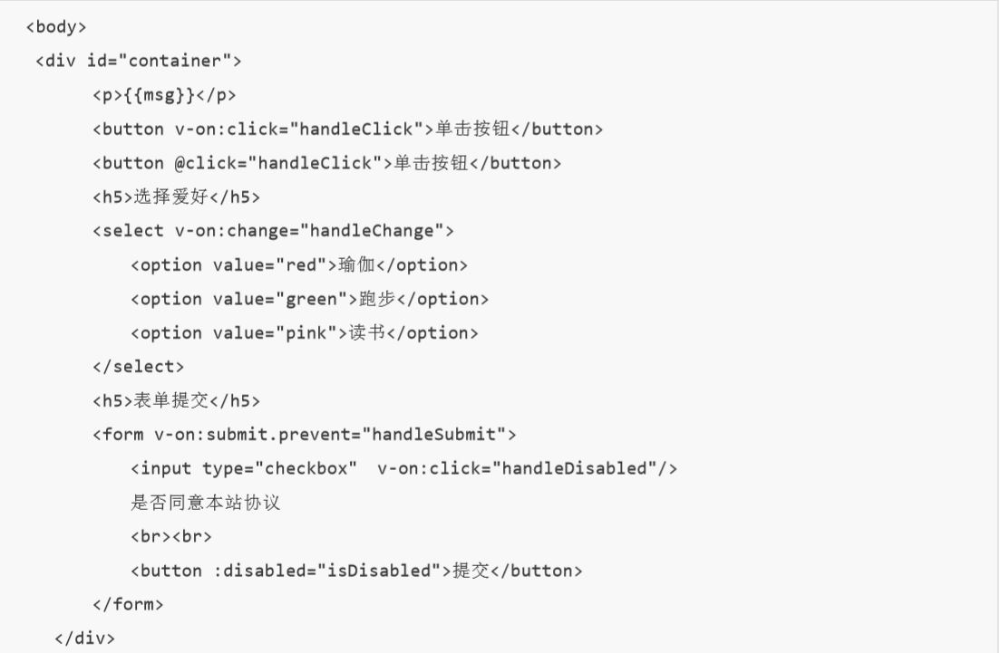 <body>
<div id="container">
<p>{{msg}}</p>
<button v-on:click="handleClick">单击按钮</button>
<button @click="handleClick">单击按钮</button>
<h5>选择爱好</h5>
<select v-on:change="handleChange">
<option value="red">瑜伽</option>
<option value="green">跑步</option>
<option value="pink">读书</option>
</select>
<h5>表单提交</h5>
<form v-on:submit.prevent="handleSubmit">
<input type="checkbox"  v-on:click="handleDisabled"/>
是否同意本站协议
<br><br>
<button :disabled="isDisabled">提交</button>
</form>
</div>